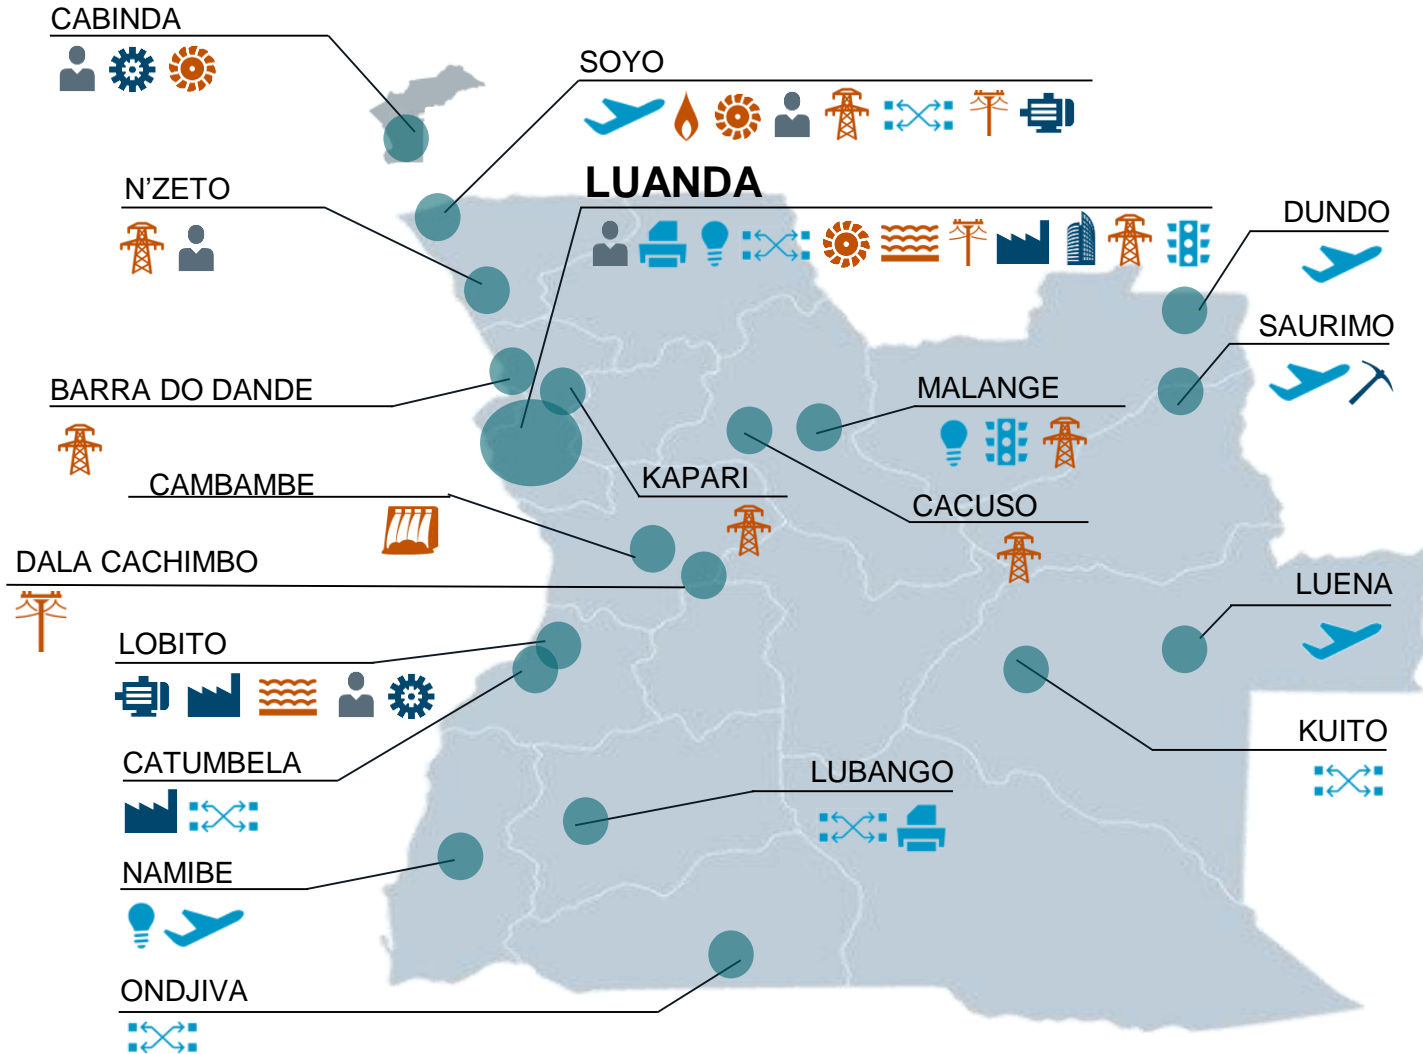 CABINDA
SOYO
N'ZETO
LUANDA
DUNDO
SAURIMO
BARRA DO DANDE
MALANGE
CAMBAMBE
KAPARI
CACUSO
DALA CACHIMBO
LUENA
LOBITO
KUITO
CATUMBELA
LUBANGO
NAMIBE
ONDJIVA